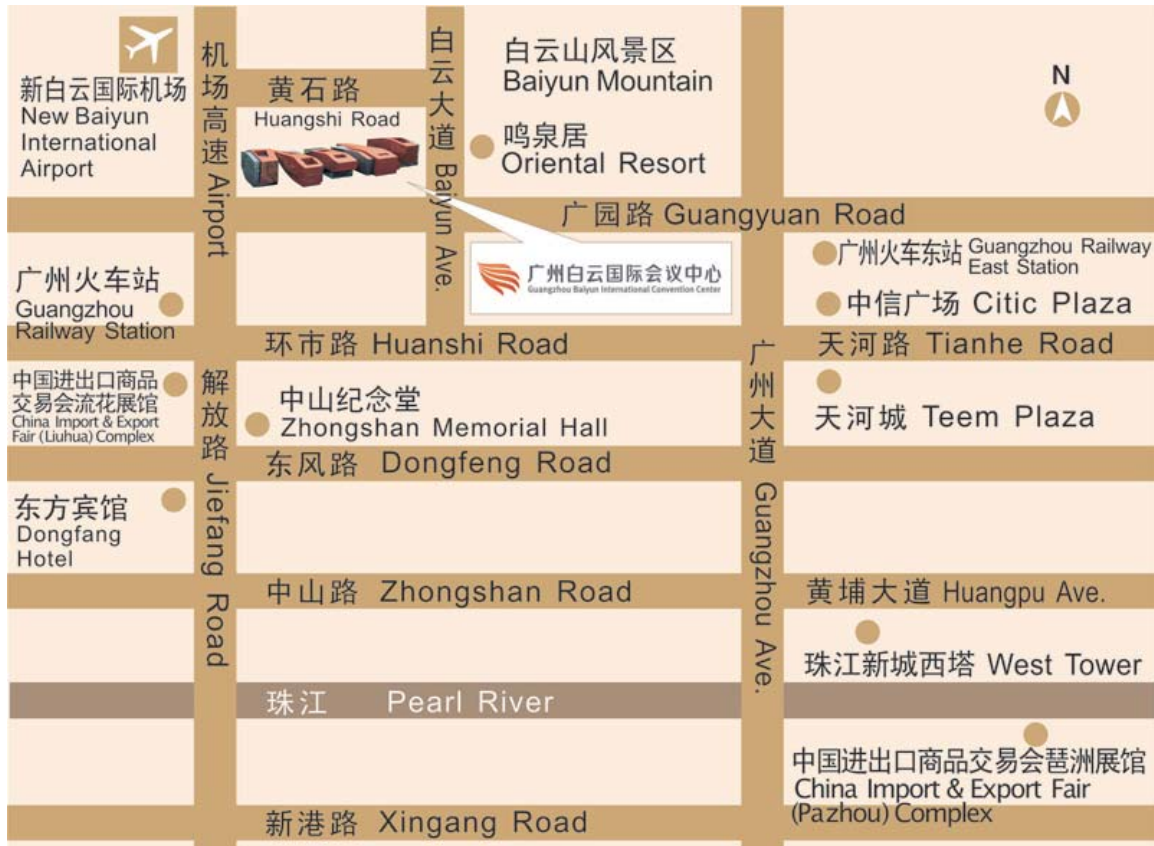 新白云国际机场
New Baiyun
International
Airport
机场高速 Airport
黄石路
Huangshi Road
白云大道 Baiyun Ave.
白云山风景区
Baiyun Mountain
鸣泉居
Oriental Resort
N
广园路 Guangyuan Road
广州白云国际会议中心
Guangzhou Baiyun International Convention Center
广州火车东站 Guangzhou Railway
East Station
中信广场 Citic Plaza
广州火车站
Guangzhou
Railway Station
环市路 Huanshi Road
天河路 Tianhe Road
中国进出口商品
交易会流花展馆
China Import & Export
Fair (Liuhua) Complex
解放路 Jiefang Road
中山纪念堂
Zhongshan Memorial Hall
广州大道 Guangzhou Ave.
天河城 Teem Plaza
东风路 Dongfeng Road
东方宾馆
Dongfang
Hotel
中山路 Zhongshan Road
黄埔大道 Huangpu Ave.
珠江新城西塔 West Tower
珠江 Pearl River
中国进出口商品交易会琶洲展馆
China Import & Export Fair
(Pazhou) Complex
新港路 Xingang Road